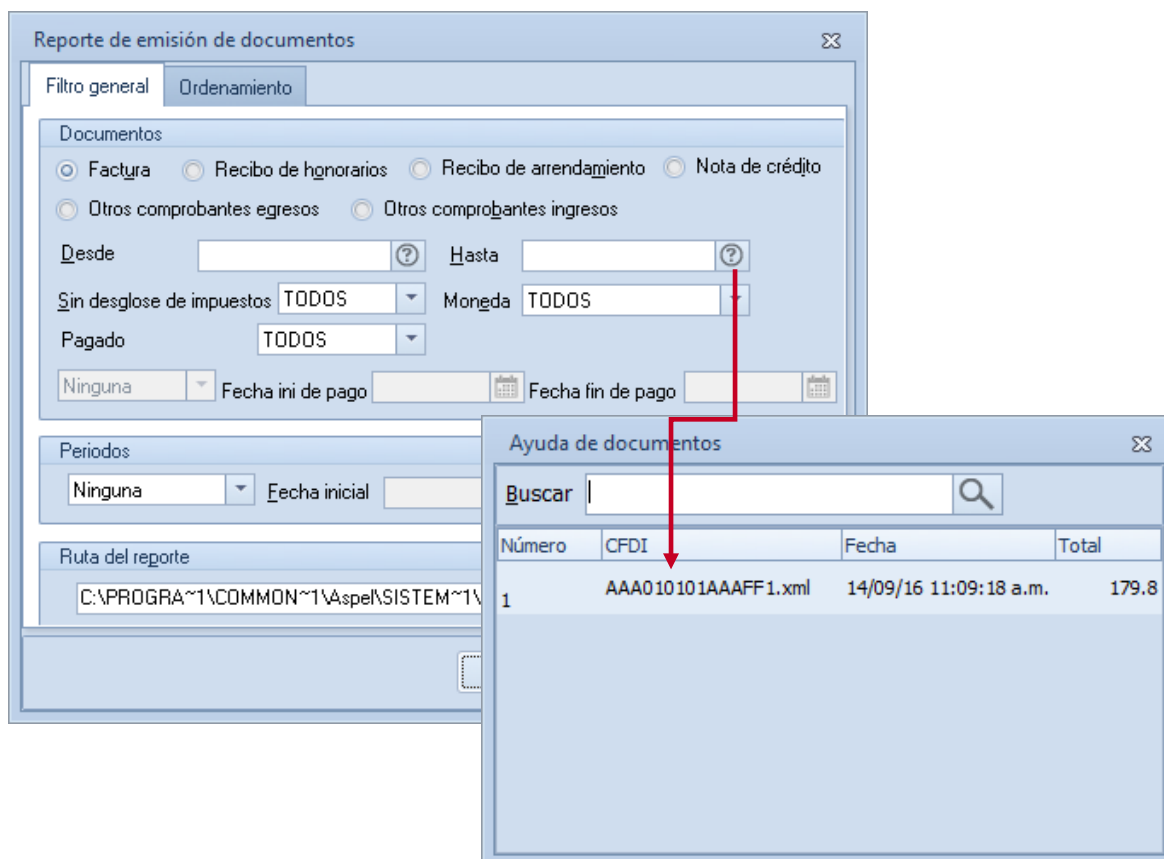 Reporte de emisión de documentos
Filtro general Ordenamiento
Documentos
Factura Recibo de honorarios Recibo de arrendamiento Nota de crédito
Otros comprobantes egresos Otros comprobantes ingresos
Desde Hasta
Sin desglose de impuestos TODOS Moneda TODOS
Pagado TODOS
Ninguna Fecha ini de pago Fecha fin de pago
Periodos
Ninguna Fecha inicial
Ruta del reporte
C:\PROGRA~1\COMMON~1\Aspel\SISTEM~1\
Ayuda de documentos
Buscar
Número CFDI Fecha Total
1 AAA010101AAAFF1.xml 14/09/16 11:09:18 a.m. 179.8